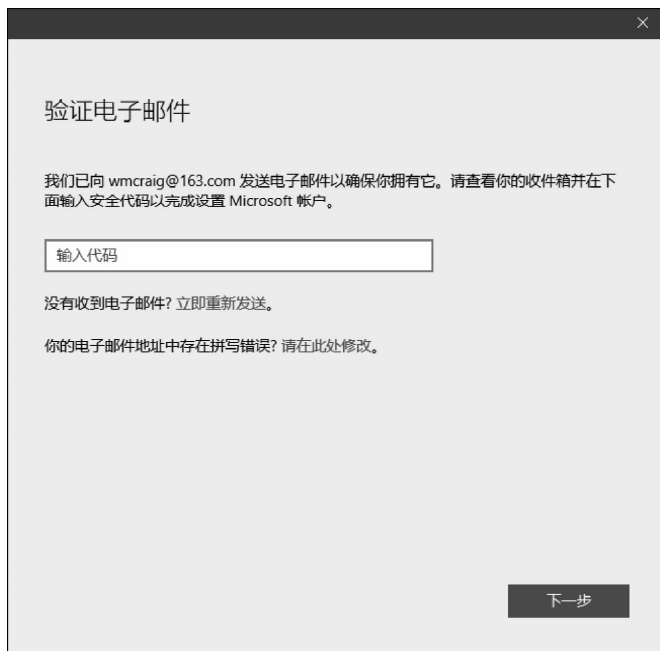 验证电子邮件
我们已向 wmcraig@163.com 发送电子邮件以确保你拥有它。请查看你的收件箱并在下
面输入安全代码以完成设置 Microsoft 帐户。
输入代码
没有收到电子邮件? 立即重新发送。
你的电子邮件地址中存在拼写错误? 请在此处修改。
下一步